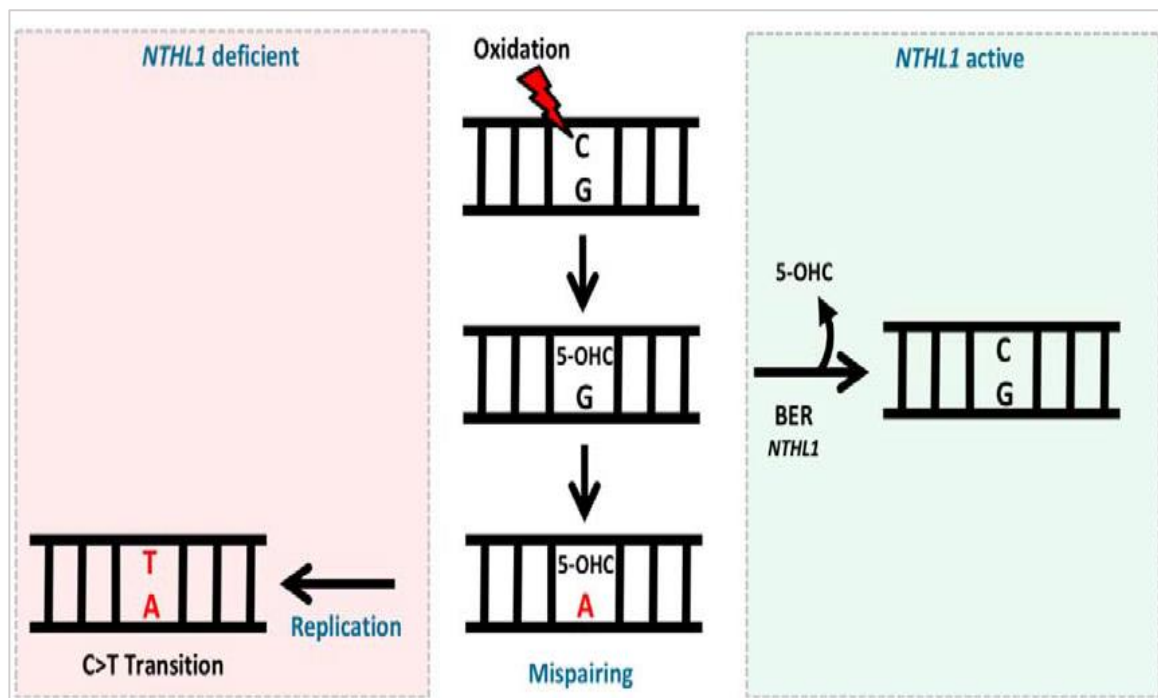 NTHL1 deficient
Oxidation
NTHL1 active
C
G
5-OHC
5-OHC
G
BER
NTHL1
C
G
T
A
Replication
C>T Transition
5-OHC
A
Mispairing